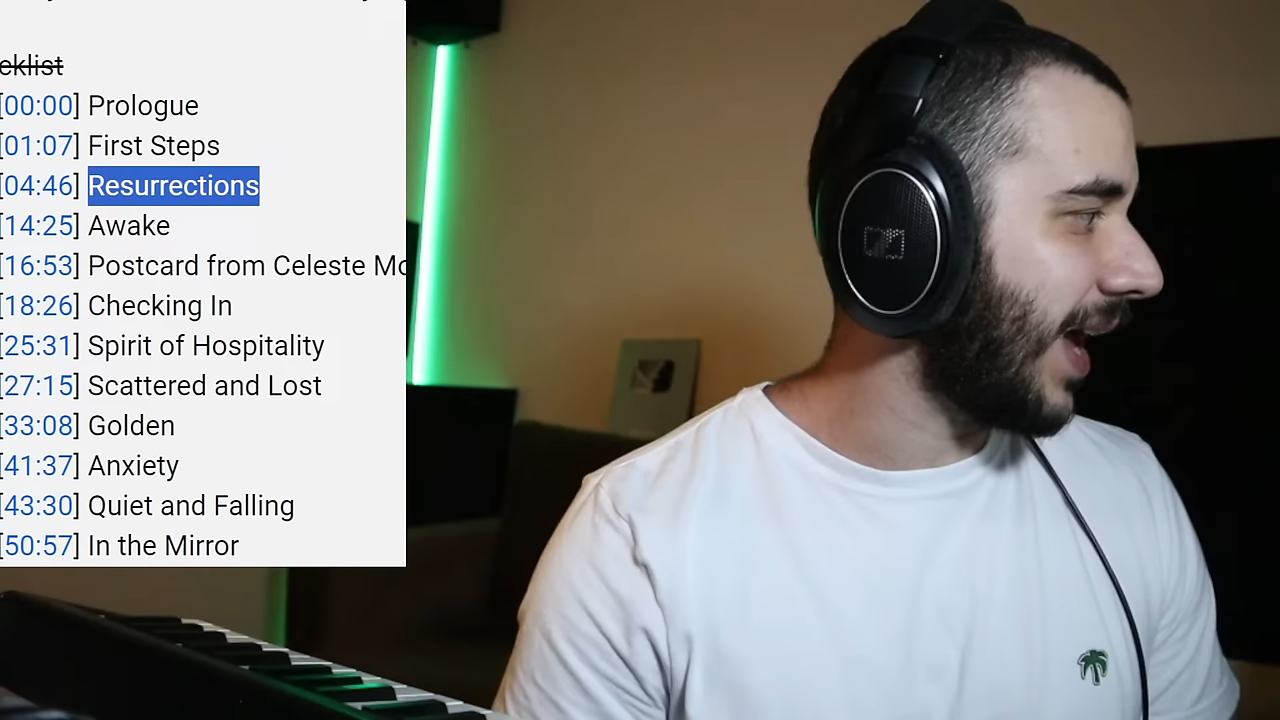 eklist
[00:00] Prologue
[01:07] First Steps
[04:46] Resurrections
[14:25] Awake
[16:53] Postcard from Celeste Mo
[18:26] Checking In
[25:31] Spirit of Hospitality
[27:15] Scattered and Lost
[33:08] Golden
[41:37] Anxiety
[43:30] Quiet and Falling
[50:57] In the Mirror